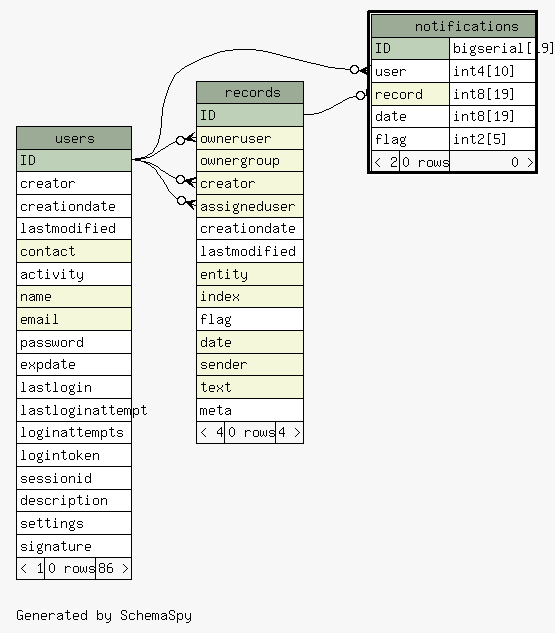 notifications
ID bigserial[19]
user int4[10]
record int8[19]
date int8[19]
flag int2[5]
< 2 0 rows 0 >
records
ID
owneruser
ownergroup
creator
assigneduser
creationdate
lastmodified
entity
index
flag
date
sender
text
meta
< 4 0 rows 4 >
users
ID
creator
creationdate
lastmodified
contact
activity
name
email
password
expdate
lastlogin
lastloginattempt
loginattempts
logintoken
sessionid
description
settings
signature
< 1 0 rows 86 >
Generated by SchemaSpy